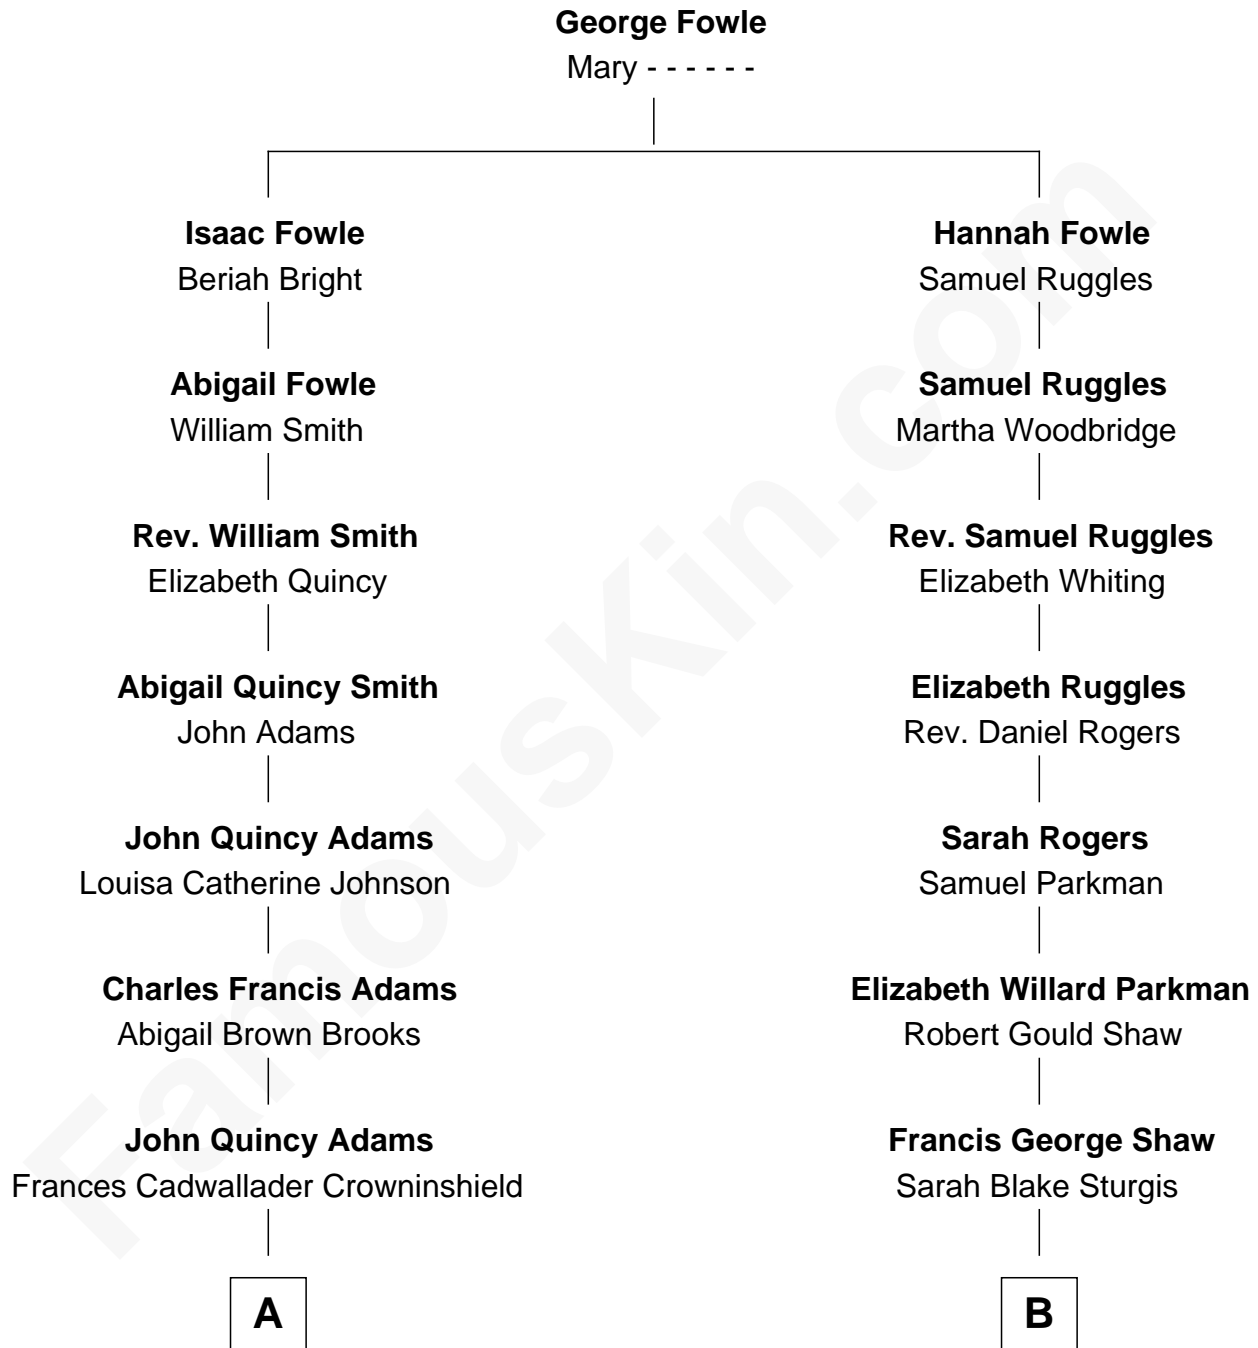 George Fowle
Mary - - - - - -
Isaac Fowle
Beriah Bright
Hannah Fowle
Samuel Ruggles
Abigail Fowle
William Smith
Samuel Ruggles
Martha Woodbridge
Rev. William Smith
Elizabeth Quincy
Rev. Samuel Ruggles
Elizabeth Whiting
Abigail Quincy Smith
John Adams
Elizabeth Ruggles
Rev. Daniel Rogers
John Quincy Adams
Louisa Catherine Johnson
Sarah Rogers
Samuel Parkman
Charles Francis Adams
Abigail Brown Brooks
Elizabeth Willard Parkman
Robert Gould Shaw
John Quincy Adams
Frances Cadwallader Crowninshield
Francis George Shaw
Sarah Blake Sturgis
A
B
FamousKin.com